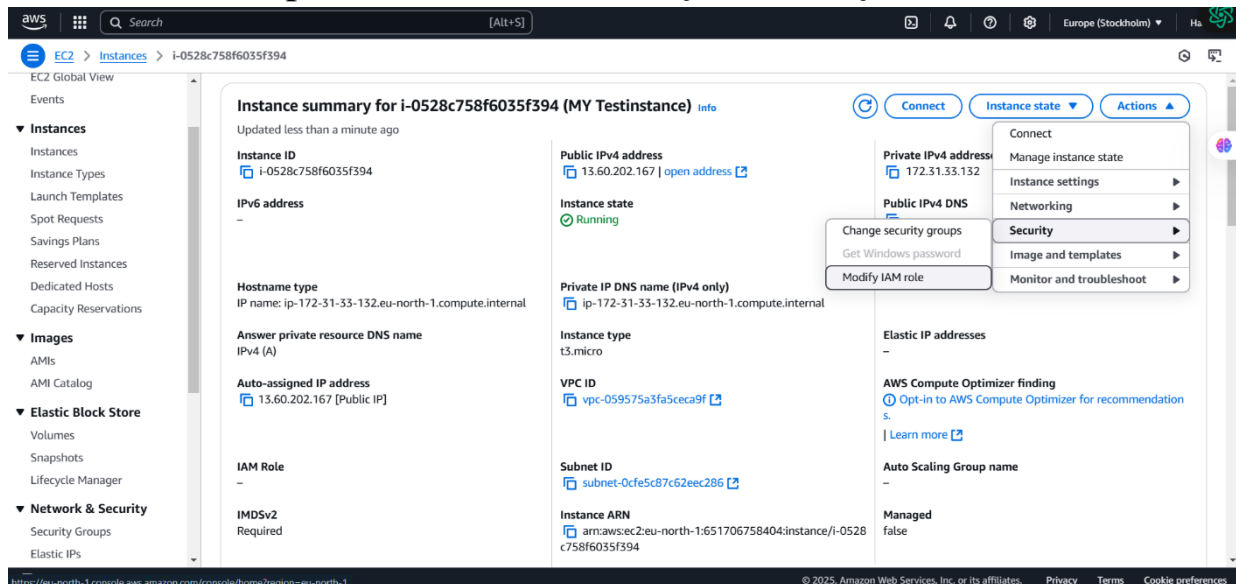 aws
Search
[Alt+S]
Europe (Stockholm) ▼
EC2 > Instances > i-0528c758f6035f394
EC2 Global View
Events
▼ Instances
Instances
Instance Types
Launch Templates
Spot Requests
Savings Plans
Reserved Instances
Dedicated Hosts
Capacity Reservations
▼ Images
AMIs
AMI Catalog
▼ Elastic Block Store
Volumes
Snapshots
Lifecycle Manager
▼ Network & Security
Security Groups
Elastic IPs
Instance summary for i-0528c758f6035f394 (MY Testinstance) Info
Updated less than a minute ago
Connect
Instance state ▼
Actions ▲
Connect
Manage instance state
Instance settings
Networking
Security
Image and templates
Monitor and troubleshoot
Change security groups
Get Windows password
Modify IAM role
Instance ID
i-0528c758f6035f394
Public IPv4 address
13.60.202.167 | open address
Private IPv4 address
172.31.33.132
IPv6 address
–
Instance state
Running
Public IPv4 DNS
Hostname type
IP name: ip-172-31-33-132.eu-north-1.compute.internal
Private IP DNS name (IPv4 only)
ip-172-31-33-132.eu-north-1.compute.internal
Answer private resource DNS name
IPv4 (A)
Instance type
t3.micro
Elastic IP addresses
–
Auto-assigned IP address
13.60.202.167 [Public IP]
VPC ID
vpc-059575a3fa5ceca9f
AWS Compute Optimizer finding
Opt-in to AWS Compute Optimizer for recommendation
s.
| Learn more
IAM Role
–
Subnet ID
subnet-0cfe5c87c62eec286
Auto Scaling Group name
–
IMDSv2
Required
Instance ARN
arn:aws:ec2:eu-north-1:651706758404:instance/i-0528
c758f6035f394
Managed
false
https://eu-north-1.console.aws.amazon.com/console/home?region=eu-north-1
© 2025, Amazon Web Services, Inc. or its affiliates.
Privacy
Terms
Cookie preferences